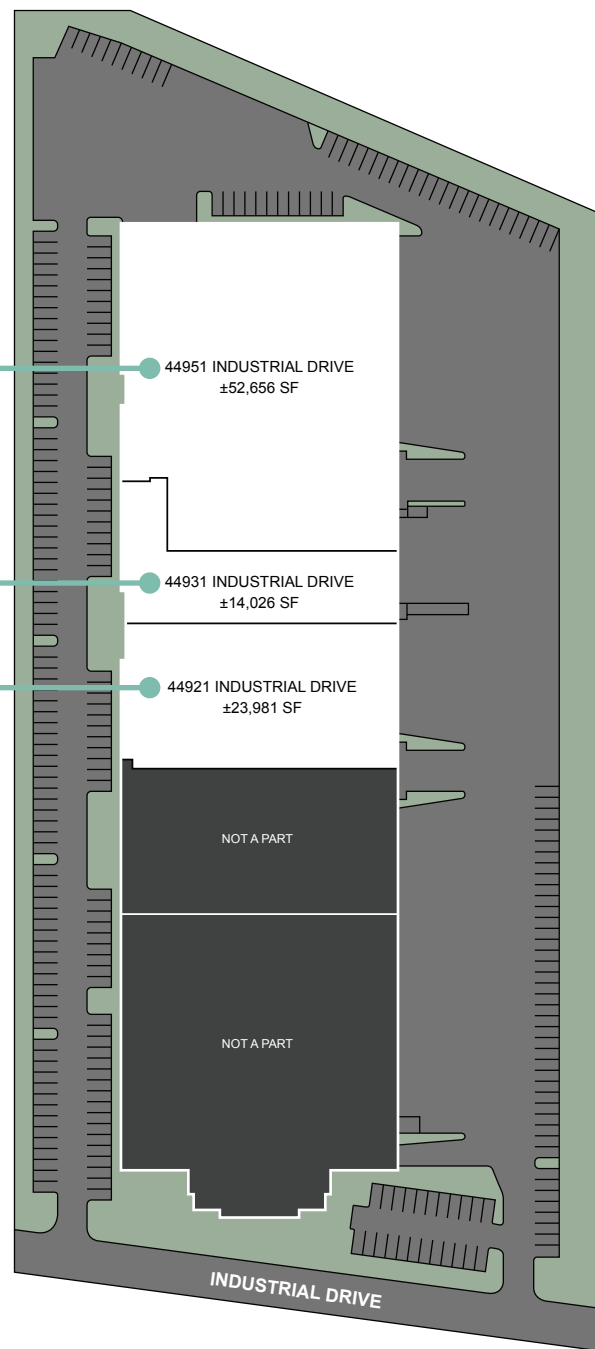 44951 INDUSTRIAL DRIVE
±52,656 SF
44931 INDUSTRIAL DRIVE
±14,026 SF
44921 INDUSTRIAL DRIVE
±23,981 SF
NOT A PART
NOT A PART
INDUSTRIAL DRIVE